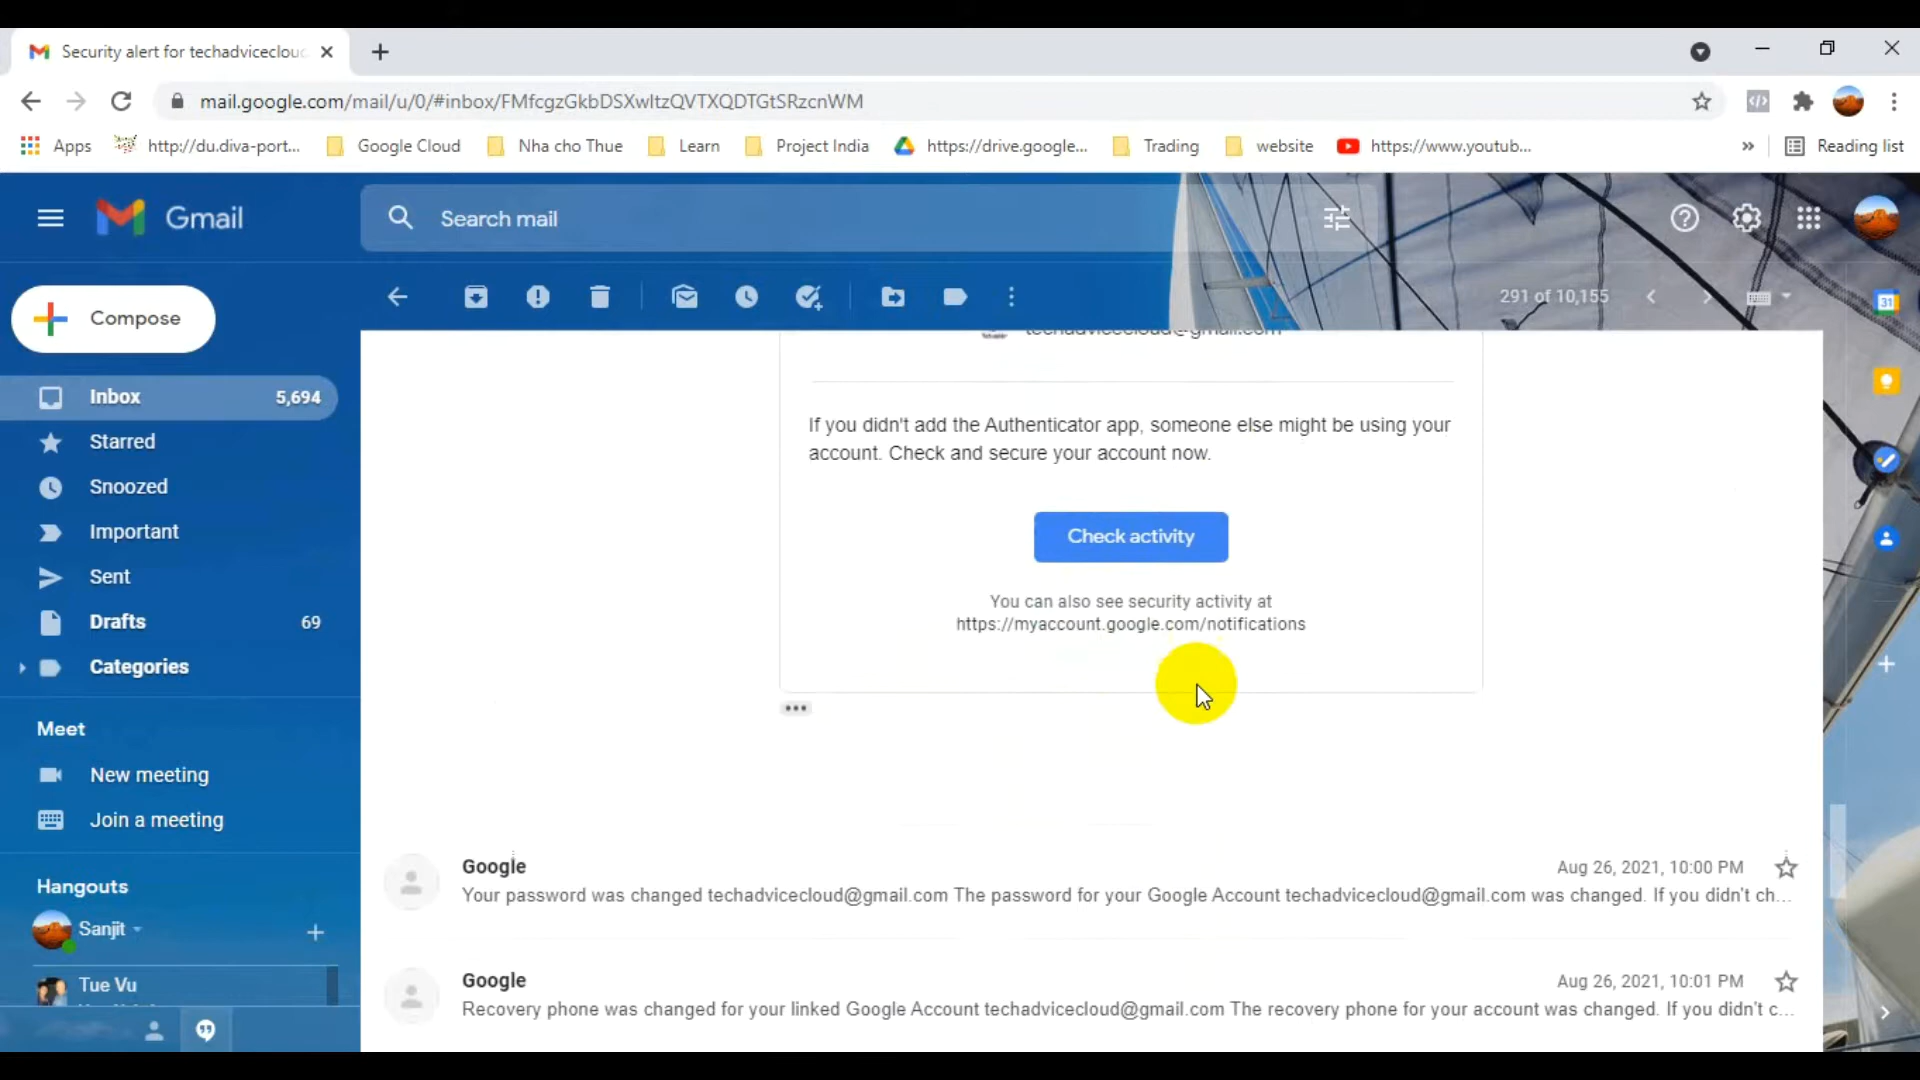 Security alert for techadviceclou
mail.google.com/mail/u/0/#inbox/FMfcgzGkbDSXwltzQVTXQDTGtSRzcnWM
Apps
http://du.diva-port...
Google Cloud
Nha cho Thue
Learn
Project India
https://drive.google...
Trading
website
https://www.youtub...
»
Reading list
Gmail
Search mail
Compose
291 of 10,155
Inbox 5,694
Starred
Snoozed
Important
Sent
Drafts 69
Categories
Meet
New meeting
Join a meeting
Hangouts
Sanjit
Tue Vu
techadvicecloud@gmail.com
If you didn't add the Authenticator app, someone else might be using your
account. Check and secure your account now.
Check activity
You can also see security activity at
https://myaccount.google.com/notifications
Google Aug 26, 2021, 10:00 PM
Your password was changed techadvicecloud@gmail.com The password for your Google Account techadvicecloud@gmail.com was changed. If you didn't ch...
Google Aug 26, 2021, 10:01 PM
Recovery phone was changed for your linked Google Account techadvicecloud@gmail.com The recovery phone for your account was changed. If you didn't c...
31